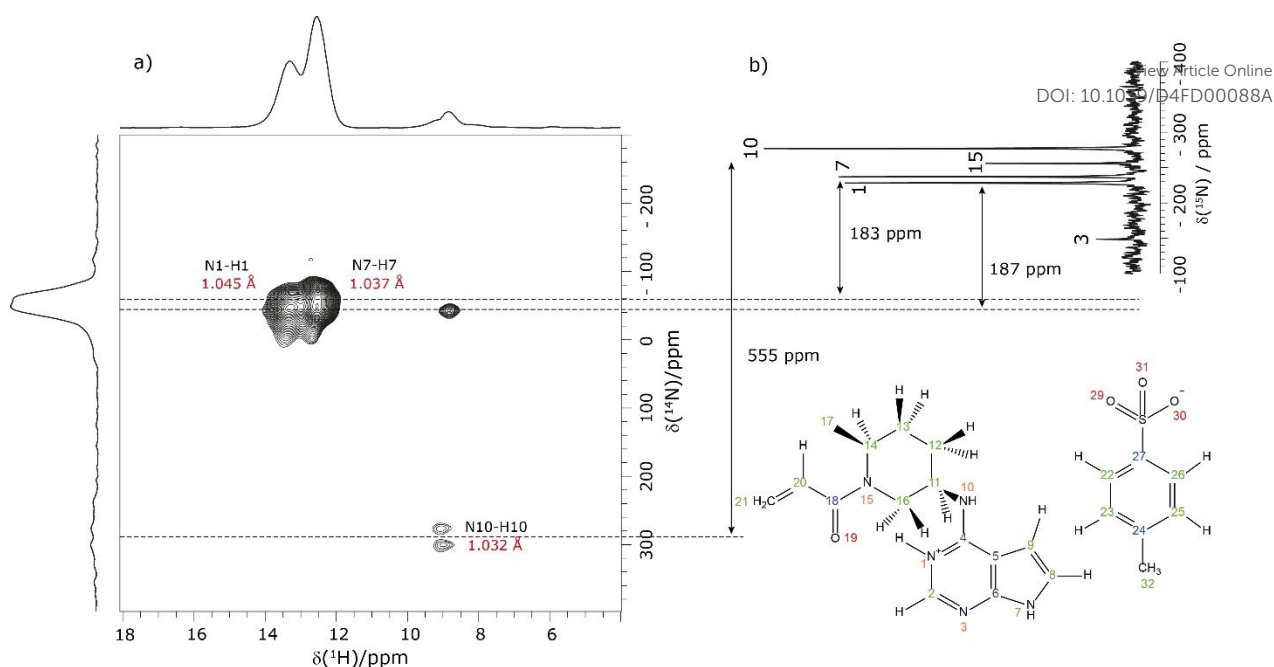 a)
b)
View Article Online
DOI: 10.1039/D4FD00088A
N1-H1
1.045 Å
N7-H7
1.037 Å
N10-H10
1.032 Å
- 200
-100
0
100
200
300
δ(¹⁴N)/ppm
18
16
14
12
10
8
6
δ(¹H)/ppm
10
7
1
15
3
183 ppm
187 ppm
555 ppm
- 400
- 300
- 200
- 100
δ(¹⁵N) / ppm
31
O
29 O
O⁻
30
S
27
H 22
26 H
H 23
25 H
24
CH₃
32
17
H
H
H
13
H
14
12
H
H
20
N
15
11
10
NH
21 H₂C
18
16
H
H
H
H
O
19
H
N⁺
1
4
5
9
8
H
H
2
6
N
3
NH
7